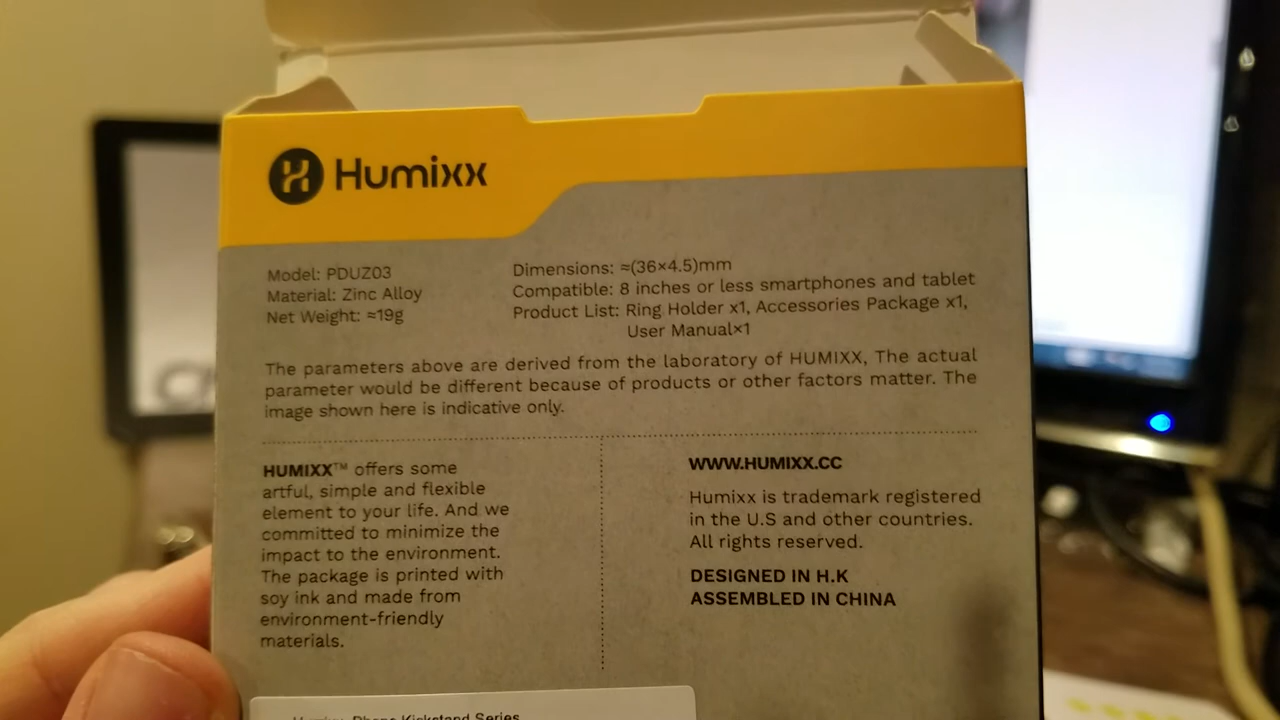 Humixx
Model: PDUZ03
Material: Zinc Alloy
Net Weight: ≈19g
Dimensions: ≈(36×4.5)mm
Compatible: 8 inches or less smartphones and tablet
Product List: Ring Holder x1, Accessories Package x1,
User Manual×1
The parameters above are derived from the laboratory of HUMIXX, The actual
parameter would be different because of products or other factors matter. The
image shown here is indicative only.
HUMIXX™ offers some
artful, simple and flexible
element to your life. And we
committed to minimize the
impact to the environment.
The package is printed with
soy ink and made from
environment-friendly
materials.
WWW.HUMIXX.CC
Humixx is trademark registered
in the U.S and other countries.
All rights reserved.
DESIGNED IN H.K
ASSEMBLED IN CHINA
Humixx Phone Kickstand Series